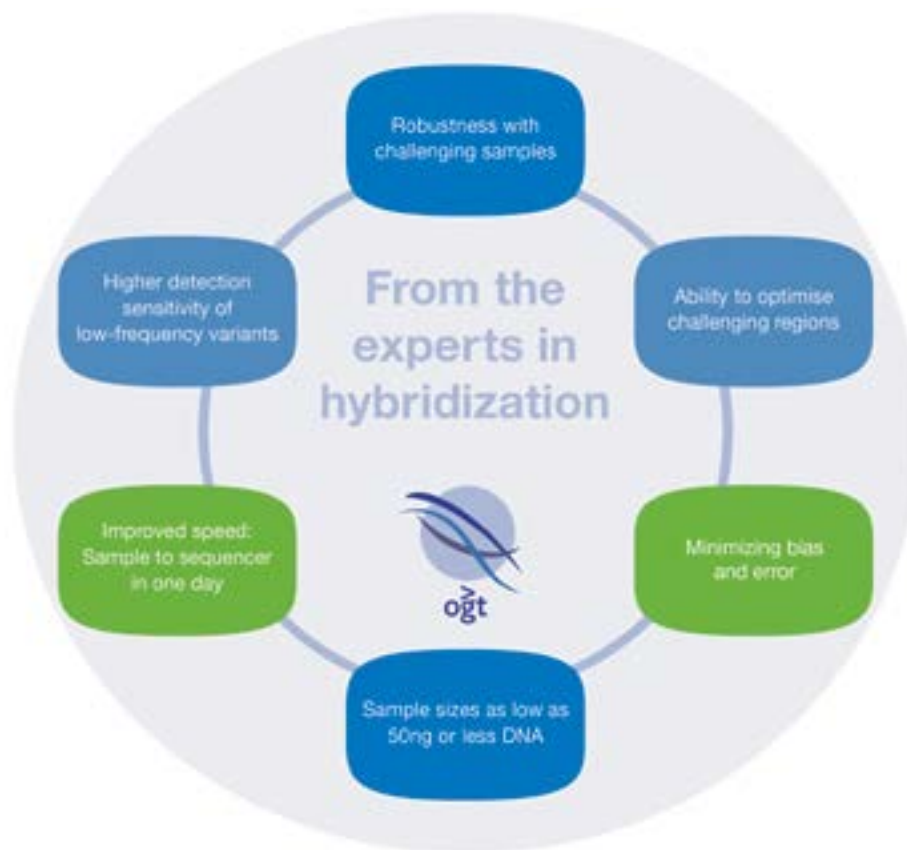 Robustness with
challenging samples
Higher detection
sensitivity of
low-frequency variants
From the
experts in
hybridization
Ability to optimise
challenging regions
Improved speed:
Sample to sequencer
in one day
ogt
Minimizing bias
and error
Sample sizes as low as
50ng or less DNA